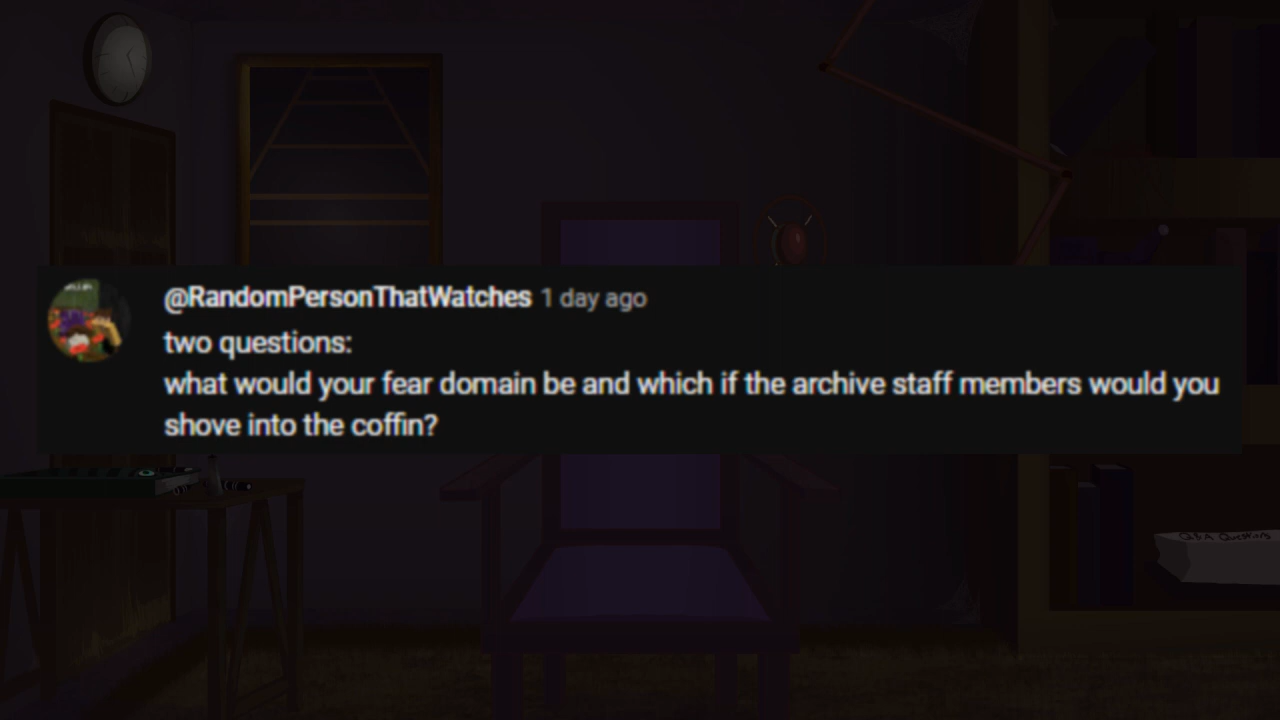 @RandomPersonThatWatches 1 day ago
two questions:
what would your fear domain be and which if the archive staff members would you
shove into the coffin?
Q&A Questions